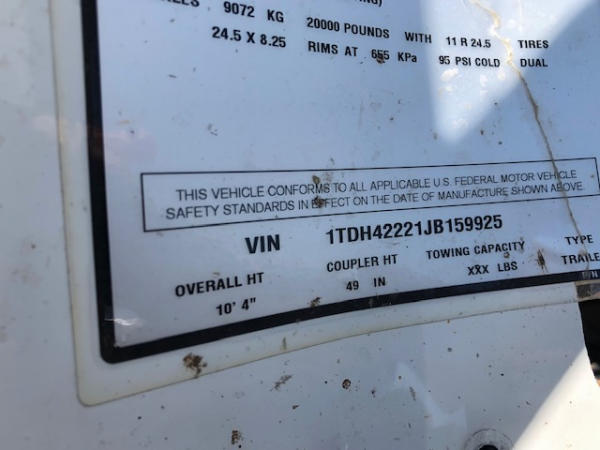 9072 KG 20000 POUNDS WITH 11 R 24.5 TIRES
24.5 X 8.25 RIMS AT 655 KPa 95 PSI COLD DUAL
THIS VEHICLE CONFORMS TO ALL APPLICABLE U.S. FEDERAL MOTOR VEHICLE
SAFETY STANDARDS IN EFFECT ON THE DATE OF MANUFACTURE SHOWN ABOVE.
VIN 1TDH42221JB159925
OVERALL HT COUPLER HT TOWING CAPACITY TYPE
10' 4" 49 IN XXX LBS TRAILE